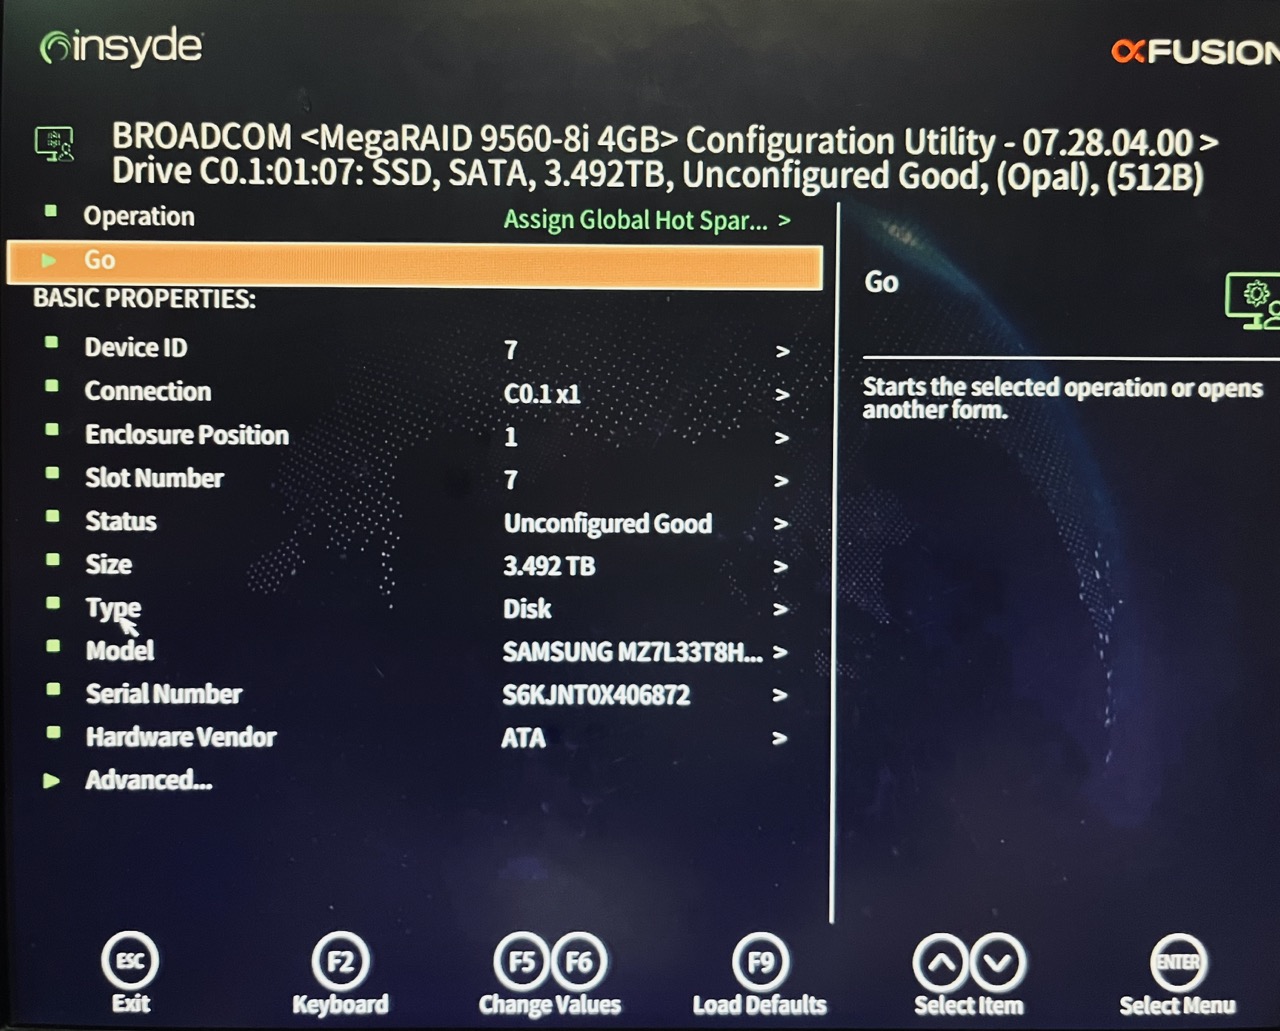 insyde
XFUSION
BROADCOM <MegaRAID 9560-8i 4GB> Configuration Utility - 07.28.04.00 >
Drive C0.1:01:07: SSD, SATA, 3.492TB, Unconfigured Good, (Opal), (512B)
Operation Assign Global Hot Spar... >
Go
BASIC PROPERTIES:
Device ID 7 >
Connection C0.1 x1 >
Enclosure Position 1 >
Slot Number 7 >
Status Unconfigured Good >
Size 3.492 TB >
Type Disk >
Model SAMSUNG MZ7L33T8H... >
Serial Number S6KJNT0X406872 >
Hardware Vendor ATA >
Advanced...
Go
Starts the selected operation or opens
another form.
ESC F2 F5 F6 F9 ENTER
Exit Keyboard Change Values Load Defaults Select Item Select Menu